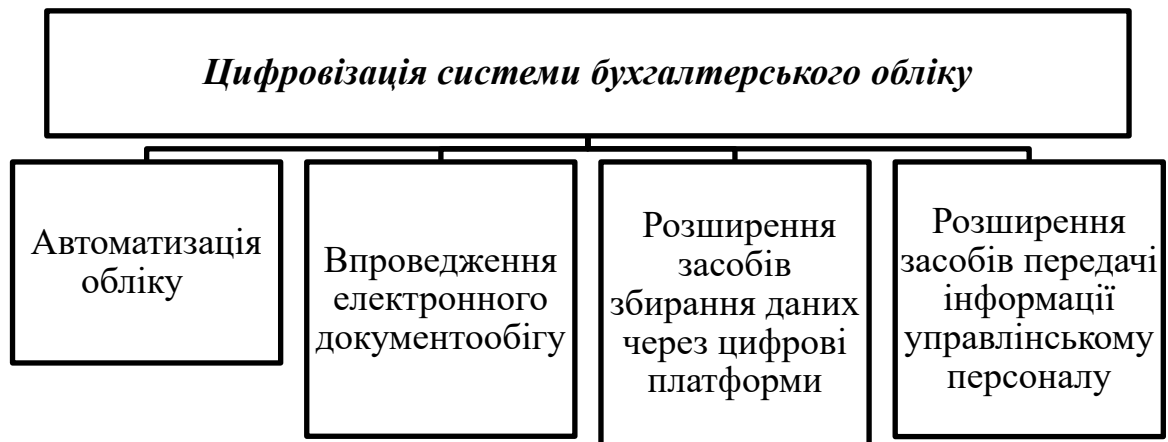 Цифровізація системи бухгалтерського обліку
Автоматизація
обліку
Впроведження
електронного
документообігу
Розширення
засобів
збирання даних
через цифрові
платформи
Розширення
засобів передачі
інформації
управлінському
персоналу